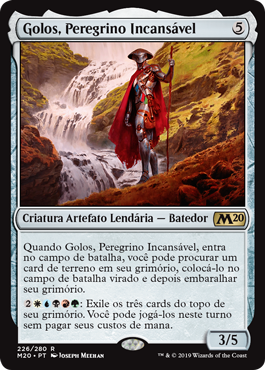 Golos, Peregrino Incansável 5
Criatura Artefato Lendária — Batedor M20
Quando Golos, Peregrino Incansável, entra
no campo de batalha, você pode procurar um
card de terreno em seu grimório, colocá-lo no
campo de batalha virado e depois embaralhar
seu grimório.
2: Exile os três cards do topo de
seu grimório. Você pode jogá-los neste turno
sem pagar seus custos de mana.
3/5
226/280 R
M20 • PT Joseph Meehan
™ & © 2019 Wizards of the Coast